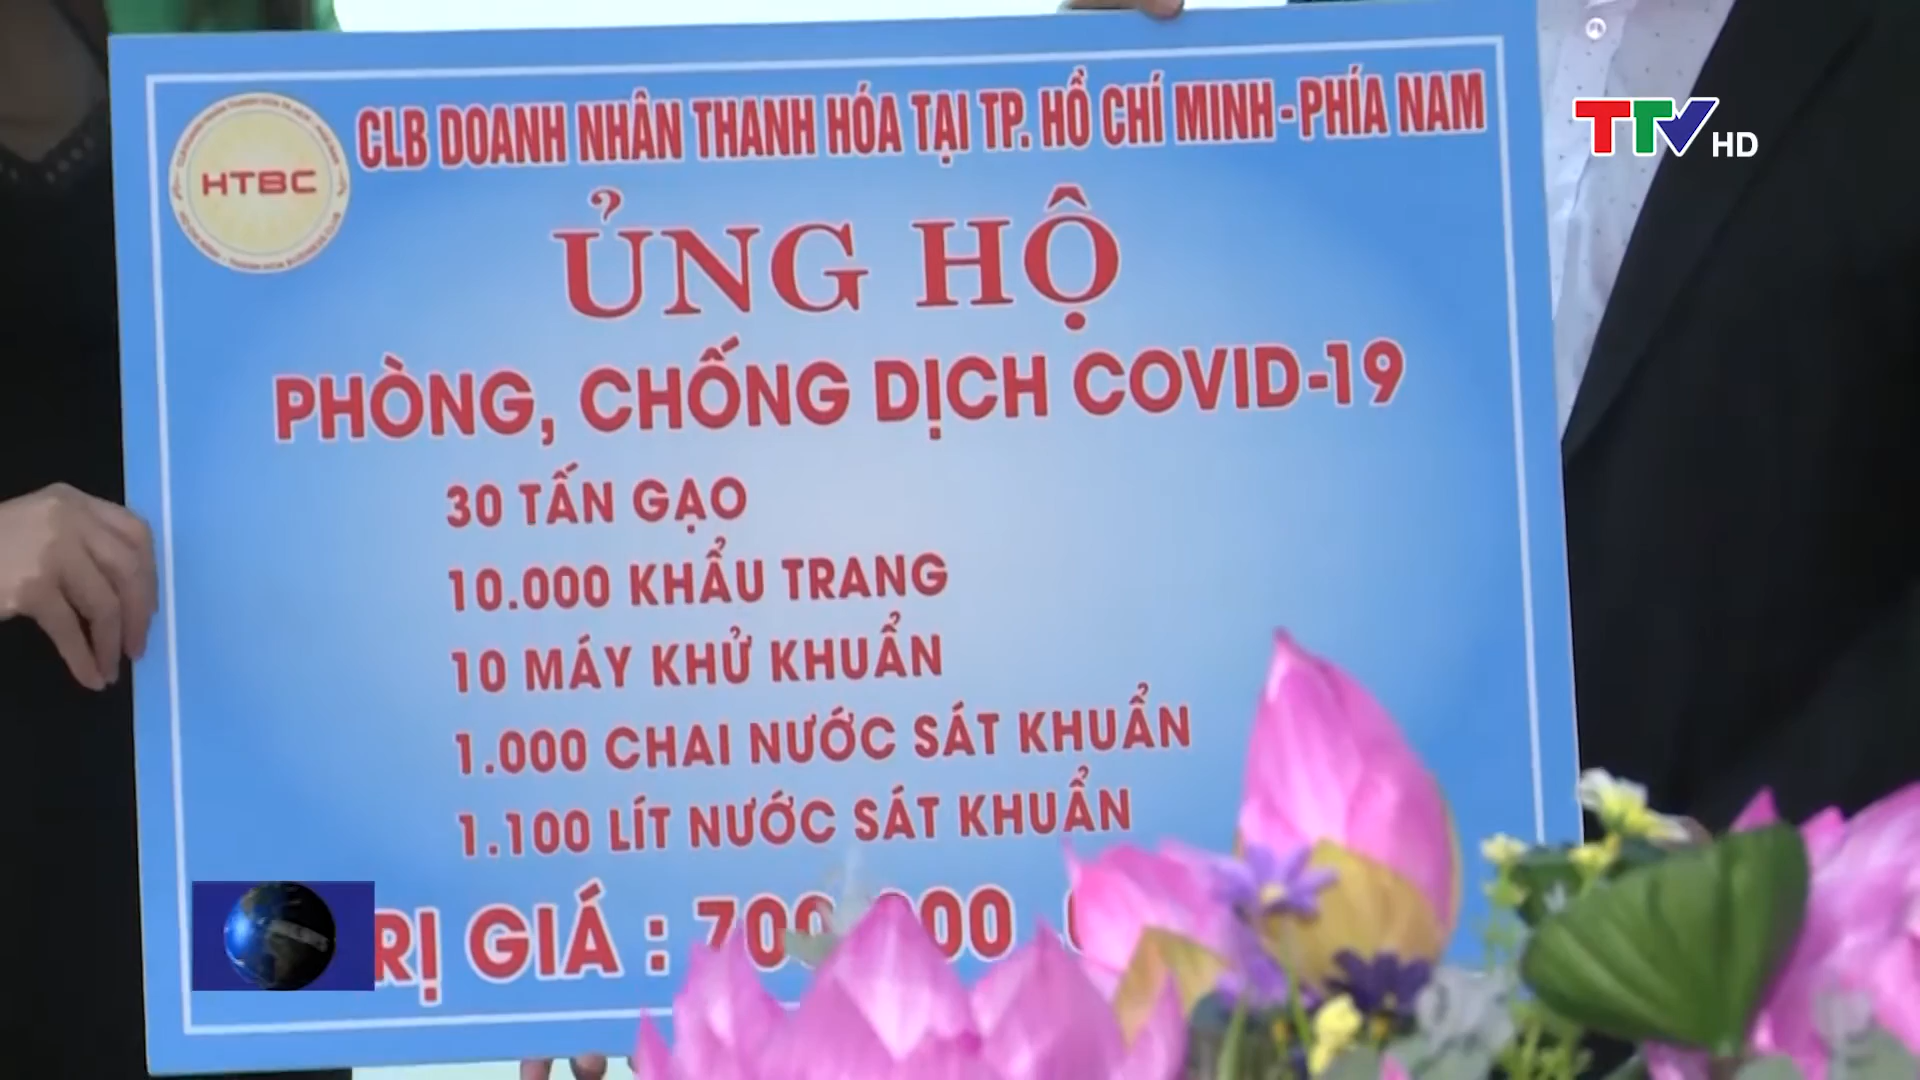 CLB DOANH NHÂN THANH HÓA TẠI TP. HỒ CHÍ MINH - PHÍA NAM
HTBC
TTV HD
ỦNG HỘ
PHÒNG, CHỐNG DỊCH COVID-19
30 TẤN GẠO
10.000 KHẨU TRANG
10 MÁY KHỬ KHUẨN
1.000 CHAI NƯỚC SÁT KHUẨN
1.100 LÍT NƯỚC SÁT KHUẨN
GIÁ :